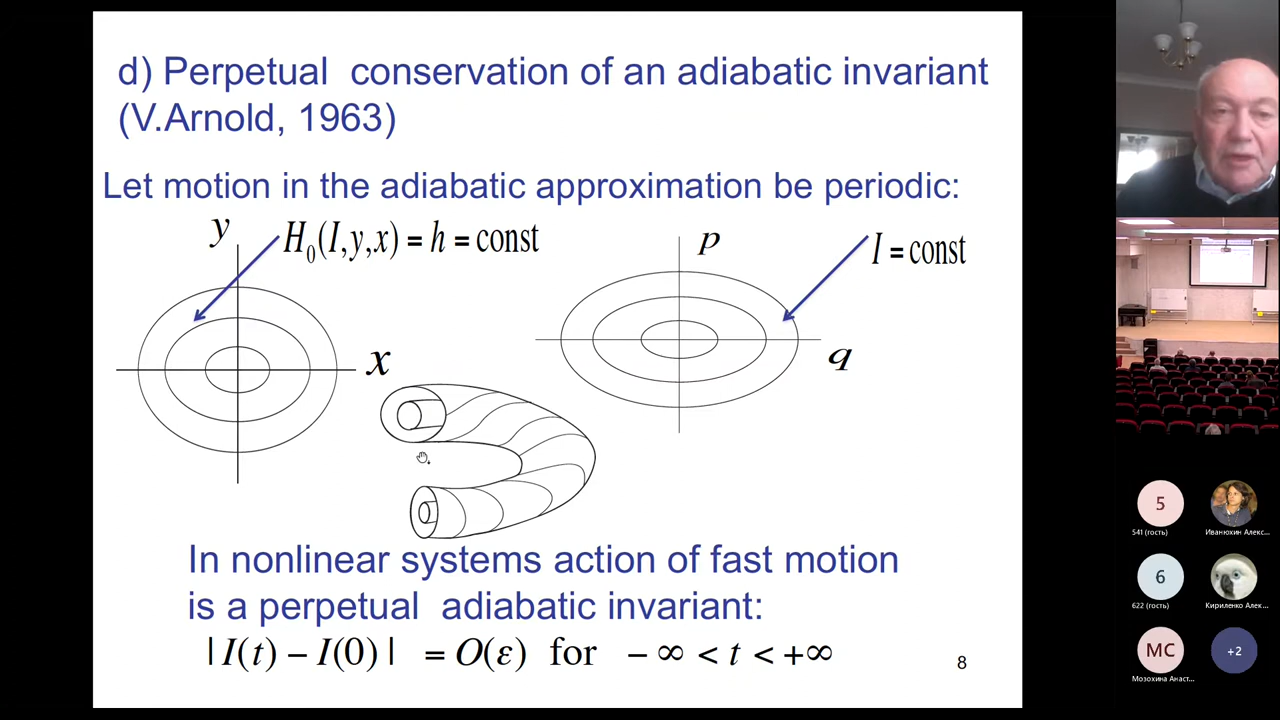 d) Perpetual conservation of an adiabatic invariant
(V.Arnold, 1963)
Let motion in the adiabatic approximation be periodic:
y
H₀(I,y,x) = h = const
x
p
I = const
q
In nonlinear systems action of fast motion
is a perpetual adiabatic invariant:
|I(t) − I(0)| = O(ε) for − ∞ < t < +∞
8
5
541 (гость)
Иванюхин Алекс...
6
622 (гость)
Кириленко Алек...
МС
Мозохина Анаст...
+2